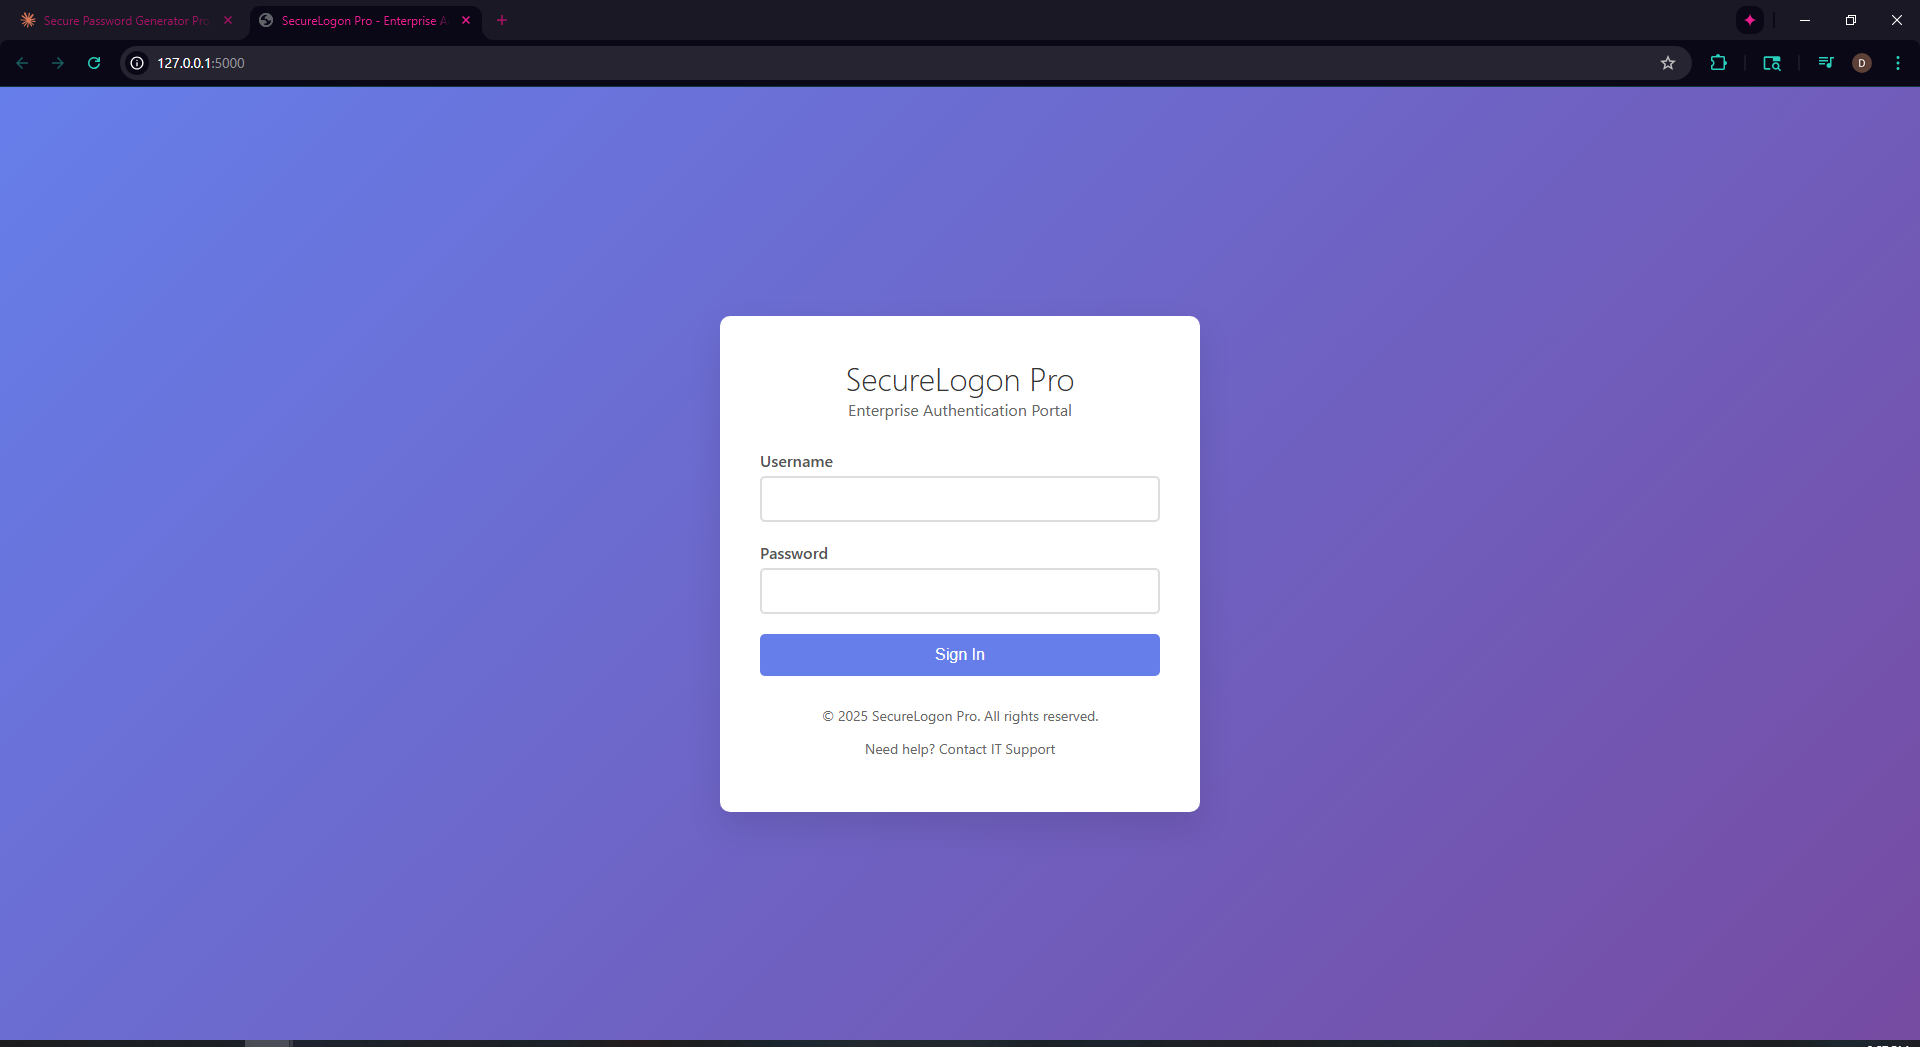 Secure Password Generator Pro
SecureLogon Pro - Enterprise A
127.0.0.1:5000
D
SecureLogon Pro
Enterprise Authentication Portal
Username
Password
Sign In
© 2025 SecureLogon Pro. All rights reserved.
Need help? Contact IT Support